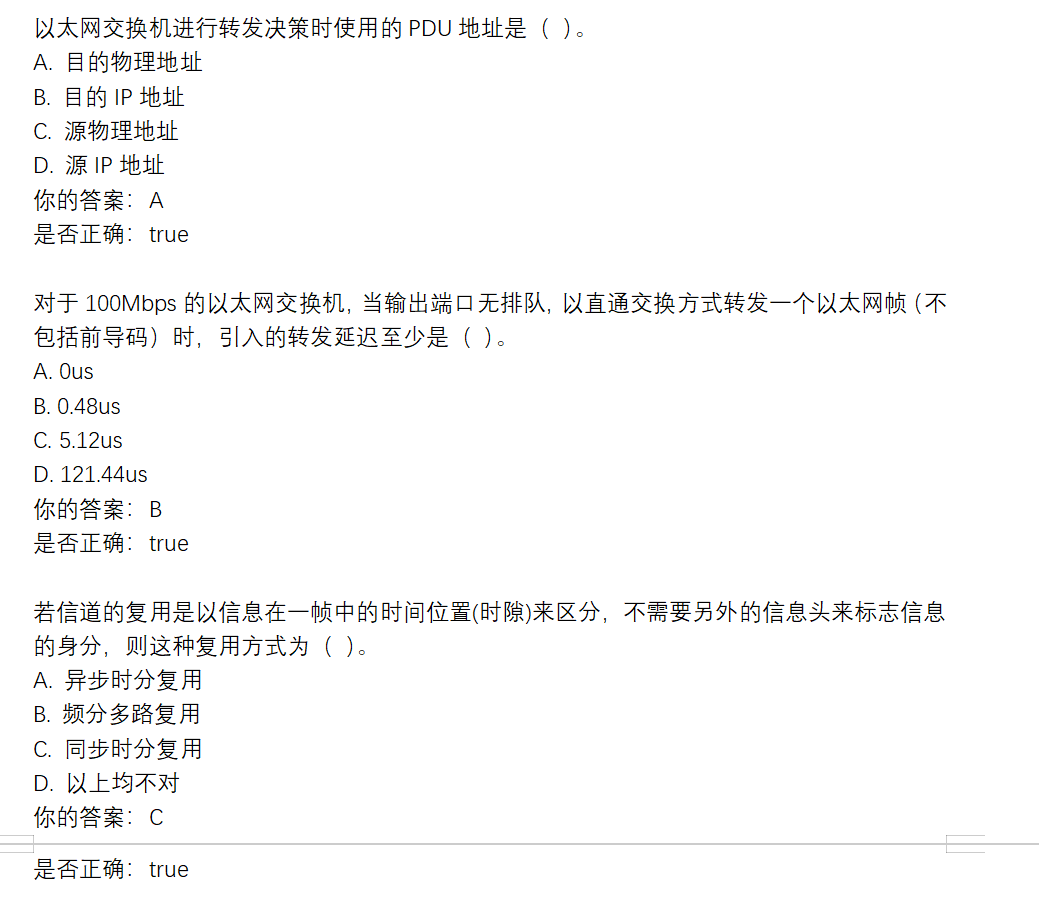 以太网交换机进行转发决策时使用的 PDU 地址是（ ）。
A. 目的物理地址
B. 目的 IP 地址
C. 源物理地址
D. 源 IP 地址
你的答案： A
是否正确： true
对于 100Mbps 的以太网交换机, 当输出端口无排队, 以直通交换方式转发一个以太网帧（不
包括前导码）时，引入的转发延迟至少是（ ）。
A. 0us
B. 0.48us
C. 5.12us
D. 121.44us
你的答案： B
是否正确： true
若信道的复用是以信息在一帧中的时间位置(时隙)来区分，不需要另外的信息头来标志信息
的身分，则这种复用方式为（ ）。
A. 异步时分复用
B. 频分多路复用
C. 同步时分复用
D. 以上均不对
你的答案： C
是否正确： true